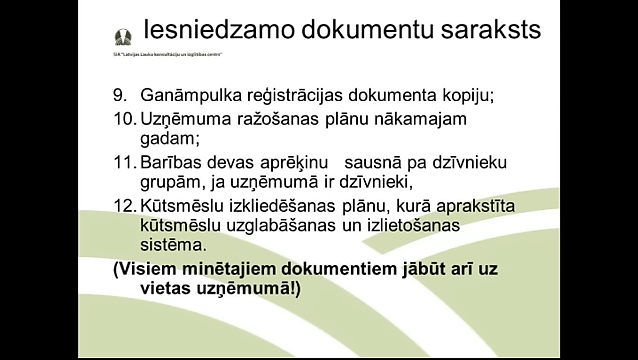 Iesniedzamo dokumentu saraksts
SIA "Latvijas Lauku konsultāciju un izglītības centrs"
9. Ganāmpulka reģistrācijas dokumenta kopiju;
10. Uzņēmuma ražošanas plānu nākamajam
gadam;
11. Barības devas aprēķinu sausnā pa dzīvnieku
grupām, ja uzņēmumā ir dzīvnieki,
12. Kūtsmēslu izkliedēšanas plānu, kurā aprakstīta
kūtsmēslu uzglabāšanas un izlietošanas
sistēma.
(Visiem minētajiem dokumentiem jābūt arī uz
vietas uzņēmumā!)